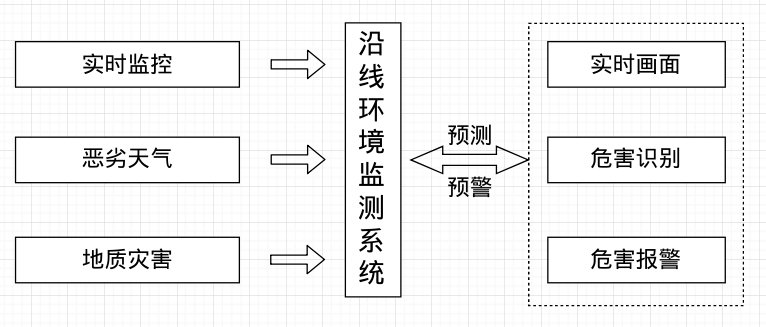 实时监控
恶劣天气
地质灾害
沿线环境监测系统
预测
预警
实时画面
危害识别
危害报警